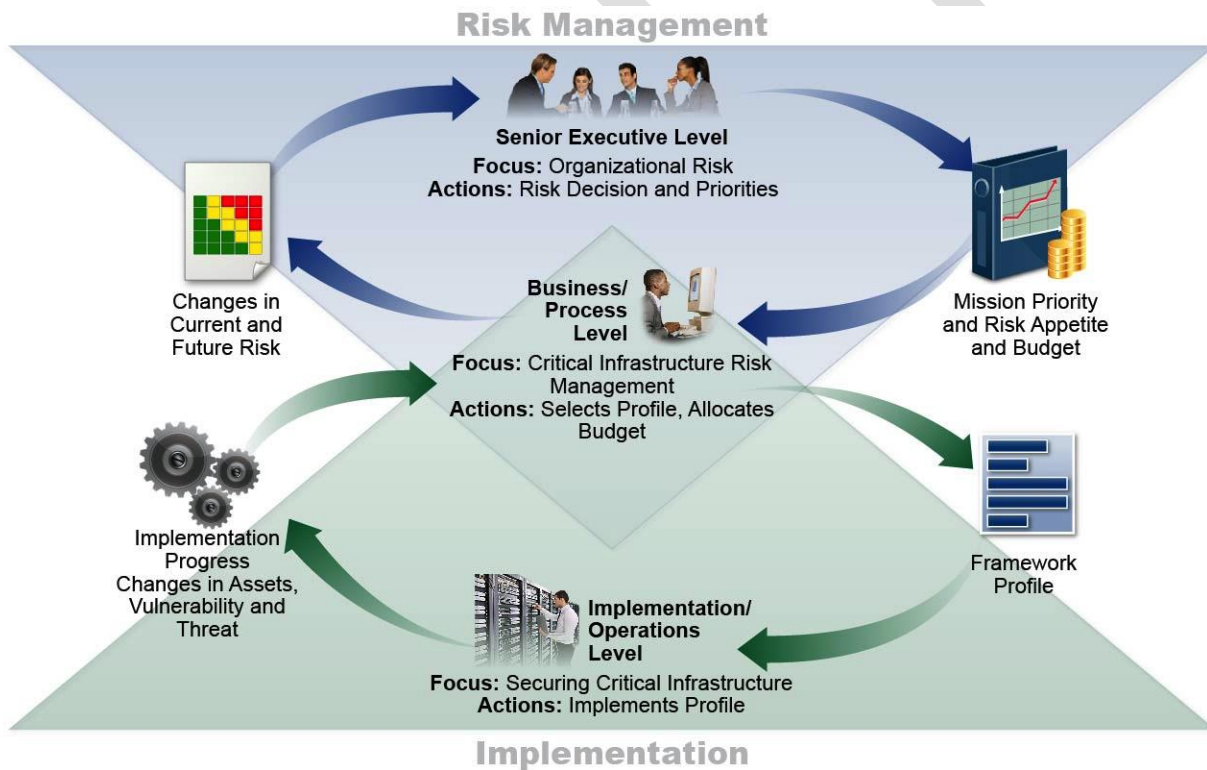 Risk Management
Senior Executive Level
Focus: Organizational Risk
Actions: Risk Decision and Priorities
Changes in
Current and
Future Risk
Mission Priority
and Risk Appetite
and Budget
Business/
Process
Level
Focus: Critical Infrastructure Risk
Management
Actions: Selects Profile, Allocates
Budget
Implementation
Progress
Changes in Assets,
Vulnerability and
Threat
Framework
Profile
Implementation/
Operations
Level
Focus: Securing Critical Infrastructure
Actions: Implements Profile
Implementation